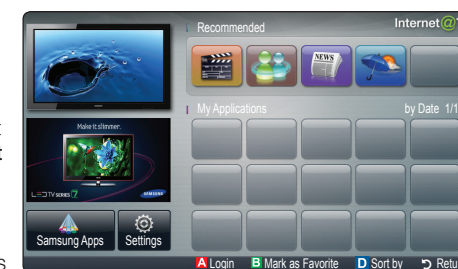 Recommended
Internet@
NEWS
My Applications
by Date 1/1
Make it slimmer.
LED TV SERIES 7
SAMSUNG
Samsung Apps
Settings
A Login
B Mark as Favorite
D Sort by
Retu
t
t
s